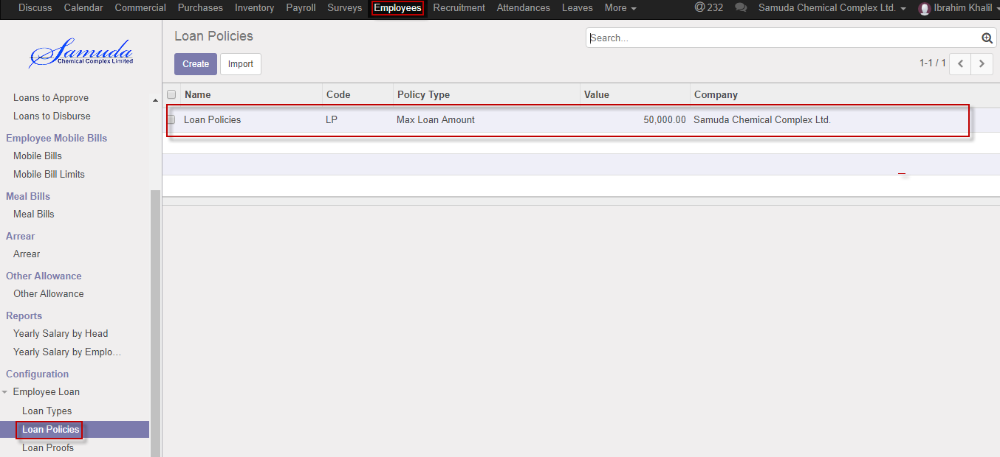 Discuss Calendar Commercial Purchases Inventory Payroll Surveys Employees Recruitment Attendances Leaves More @ 232 Samuda Chemical Complex Ltd. Ibrahim Khalil
Samuda
Chemical Complex Limited
Loans to Approve
Loans to Disburse
Employee Mobile Bills
Mobile Bills
Mobile Bill Limits
Meal Bills
Meal Bills
Arrear
Arrear
Other Allowance
Other Allowance
Reports
Yearly Salary by Head
Yearly Salary by Emplo...
Configuration
Employee Loan
Loan Types
Loan Policies
Loan Proofs
Loan Policies
Search...
Create Import
1-1 / 1
Name Code Policy Type Value Company
Loan Policies LP Max Loan Amount 50,000.00 Samuda Chemical Complex Ltd.